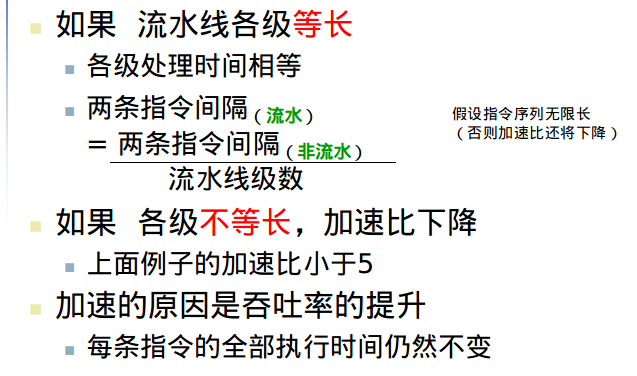 如果 流水线各级等长
各级处理时间相等
两条指令间隔（流水）
= 两条指令间隔（非流水）
流水线级数
假设指令序列无限长
（否则加速比还将下降）
如果 各级不等长，加速比下降
上面例子的加速比小于5
加速的原因是吞吐率的提升
每条指令的全部执行时间仍然不变